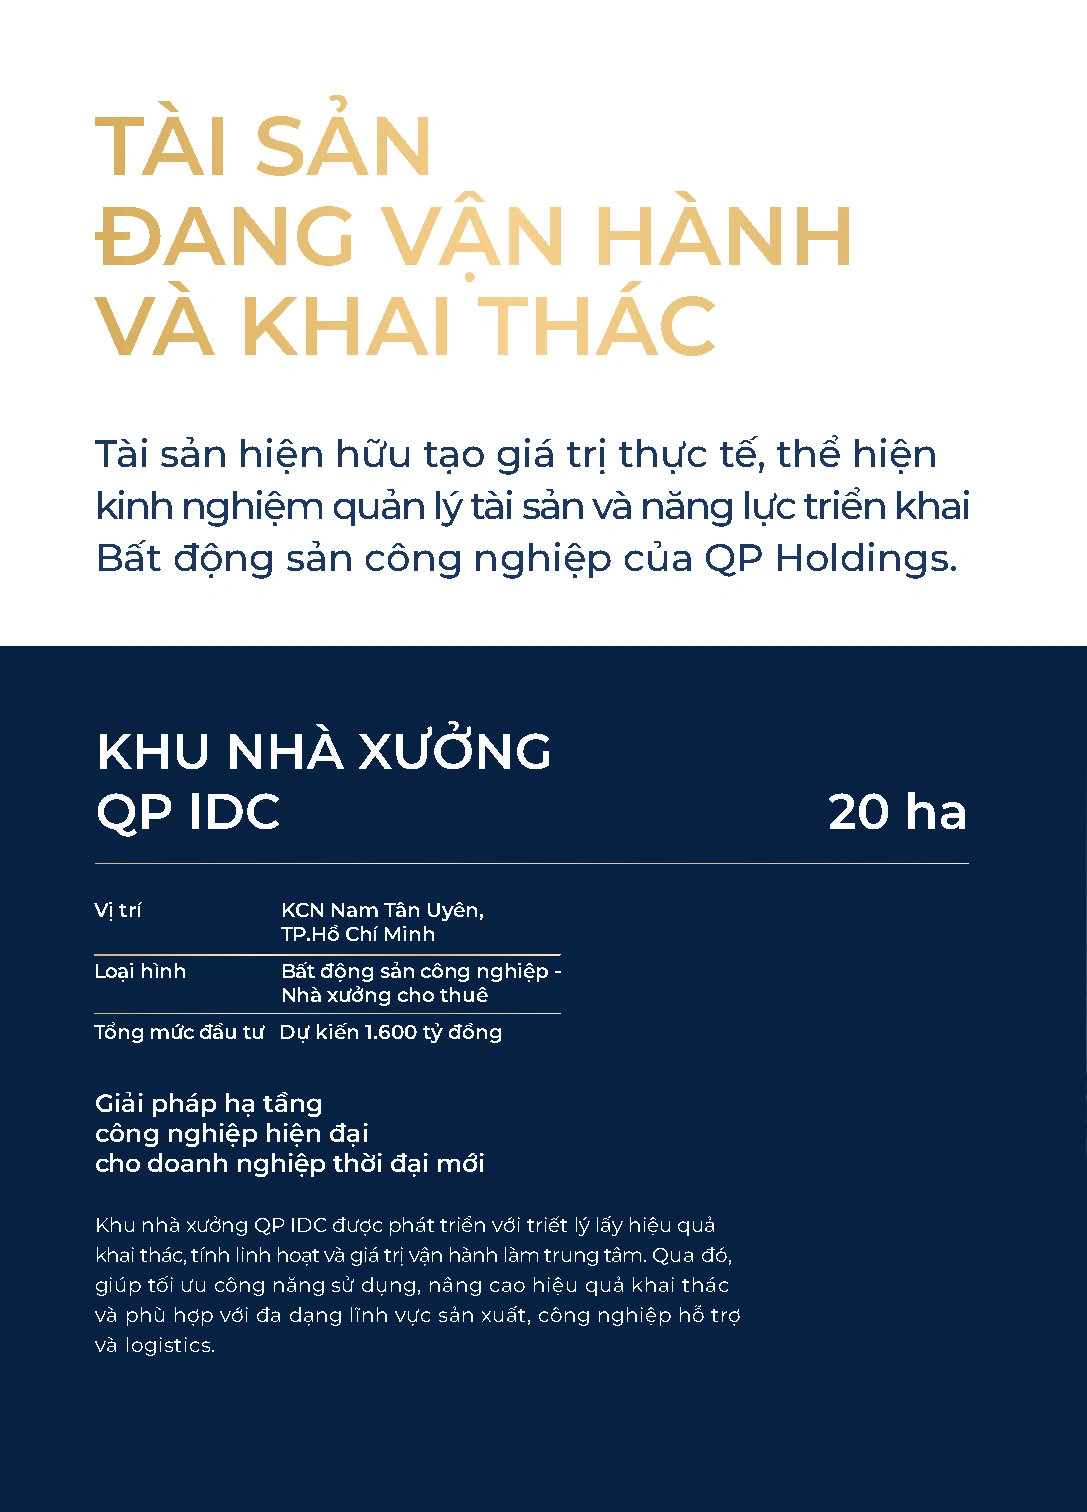 TÀI SẢN
ĐANG VẬN HÀNH
VÀ KHAI THÁC
Tài sản hiện hữu tạo giá trị thực tế, thể hiện
kinh nghiệm quản lý tài sản và năng lực triển khai
Bất động sản công nghiệp của QP Holdings.
KHU NHÀ XƯỞNG
QP IDC
20 ha
Vị trí
KCN Nam Tân Uyên,
TP.Hồ Chí Minh
Loại hình
Bất động sản công nghiệp -
Nhà xưởng cho thuê
Tổng mức đầu tư
Dự kiến 1.600 tỷ đồng
Giải pháp hạ tầng
công nghiệp hiện đại
cho doanh nghiệp thời đại mới
Khu nhà xưởng QP IDC được phát triển với triết lý lấy hiệu quả
khai thác, tính linh hoạt và giá trị vận hành làm trung tâm. Qua đó,
giúp tối ưu công năng sử dụng, nâng cao hiệu quả khai thác
và phù hợp với đa dạng lĩnh vực sản xuất, công nghiệp hỗ trợ
và logistics.